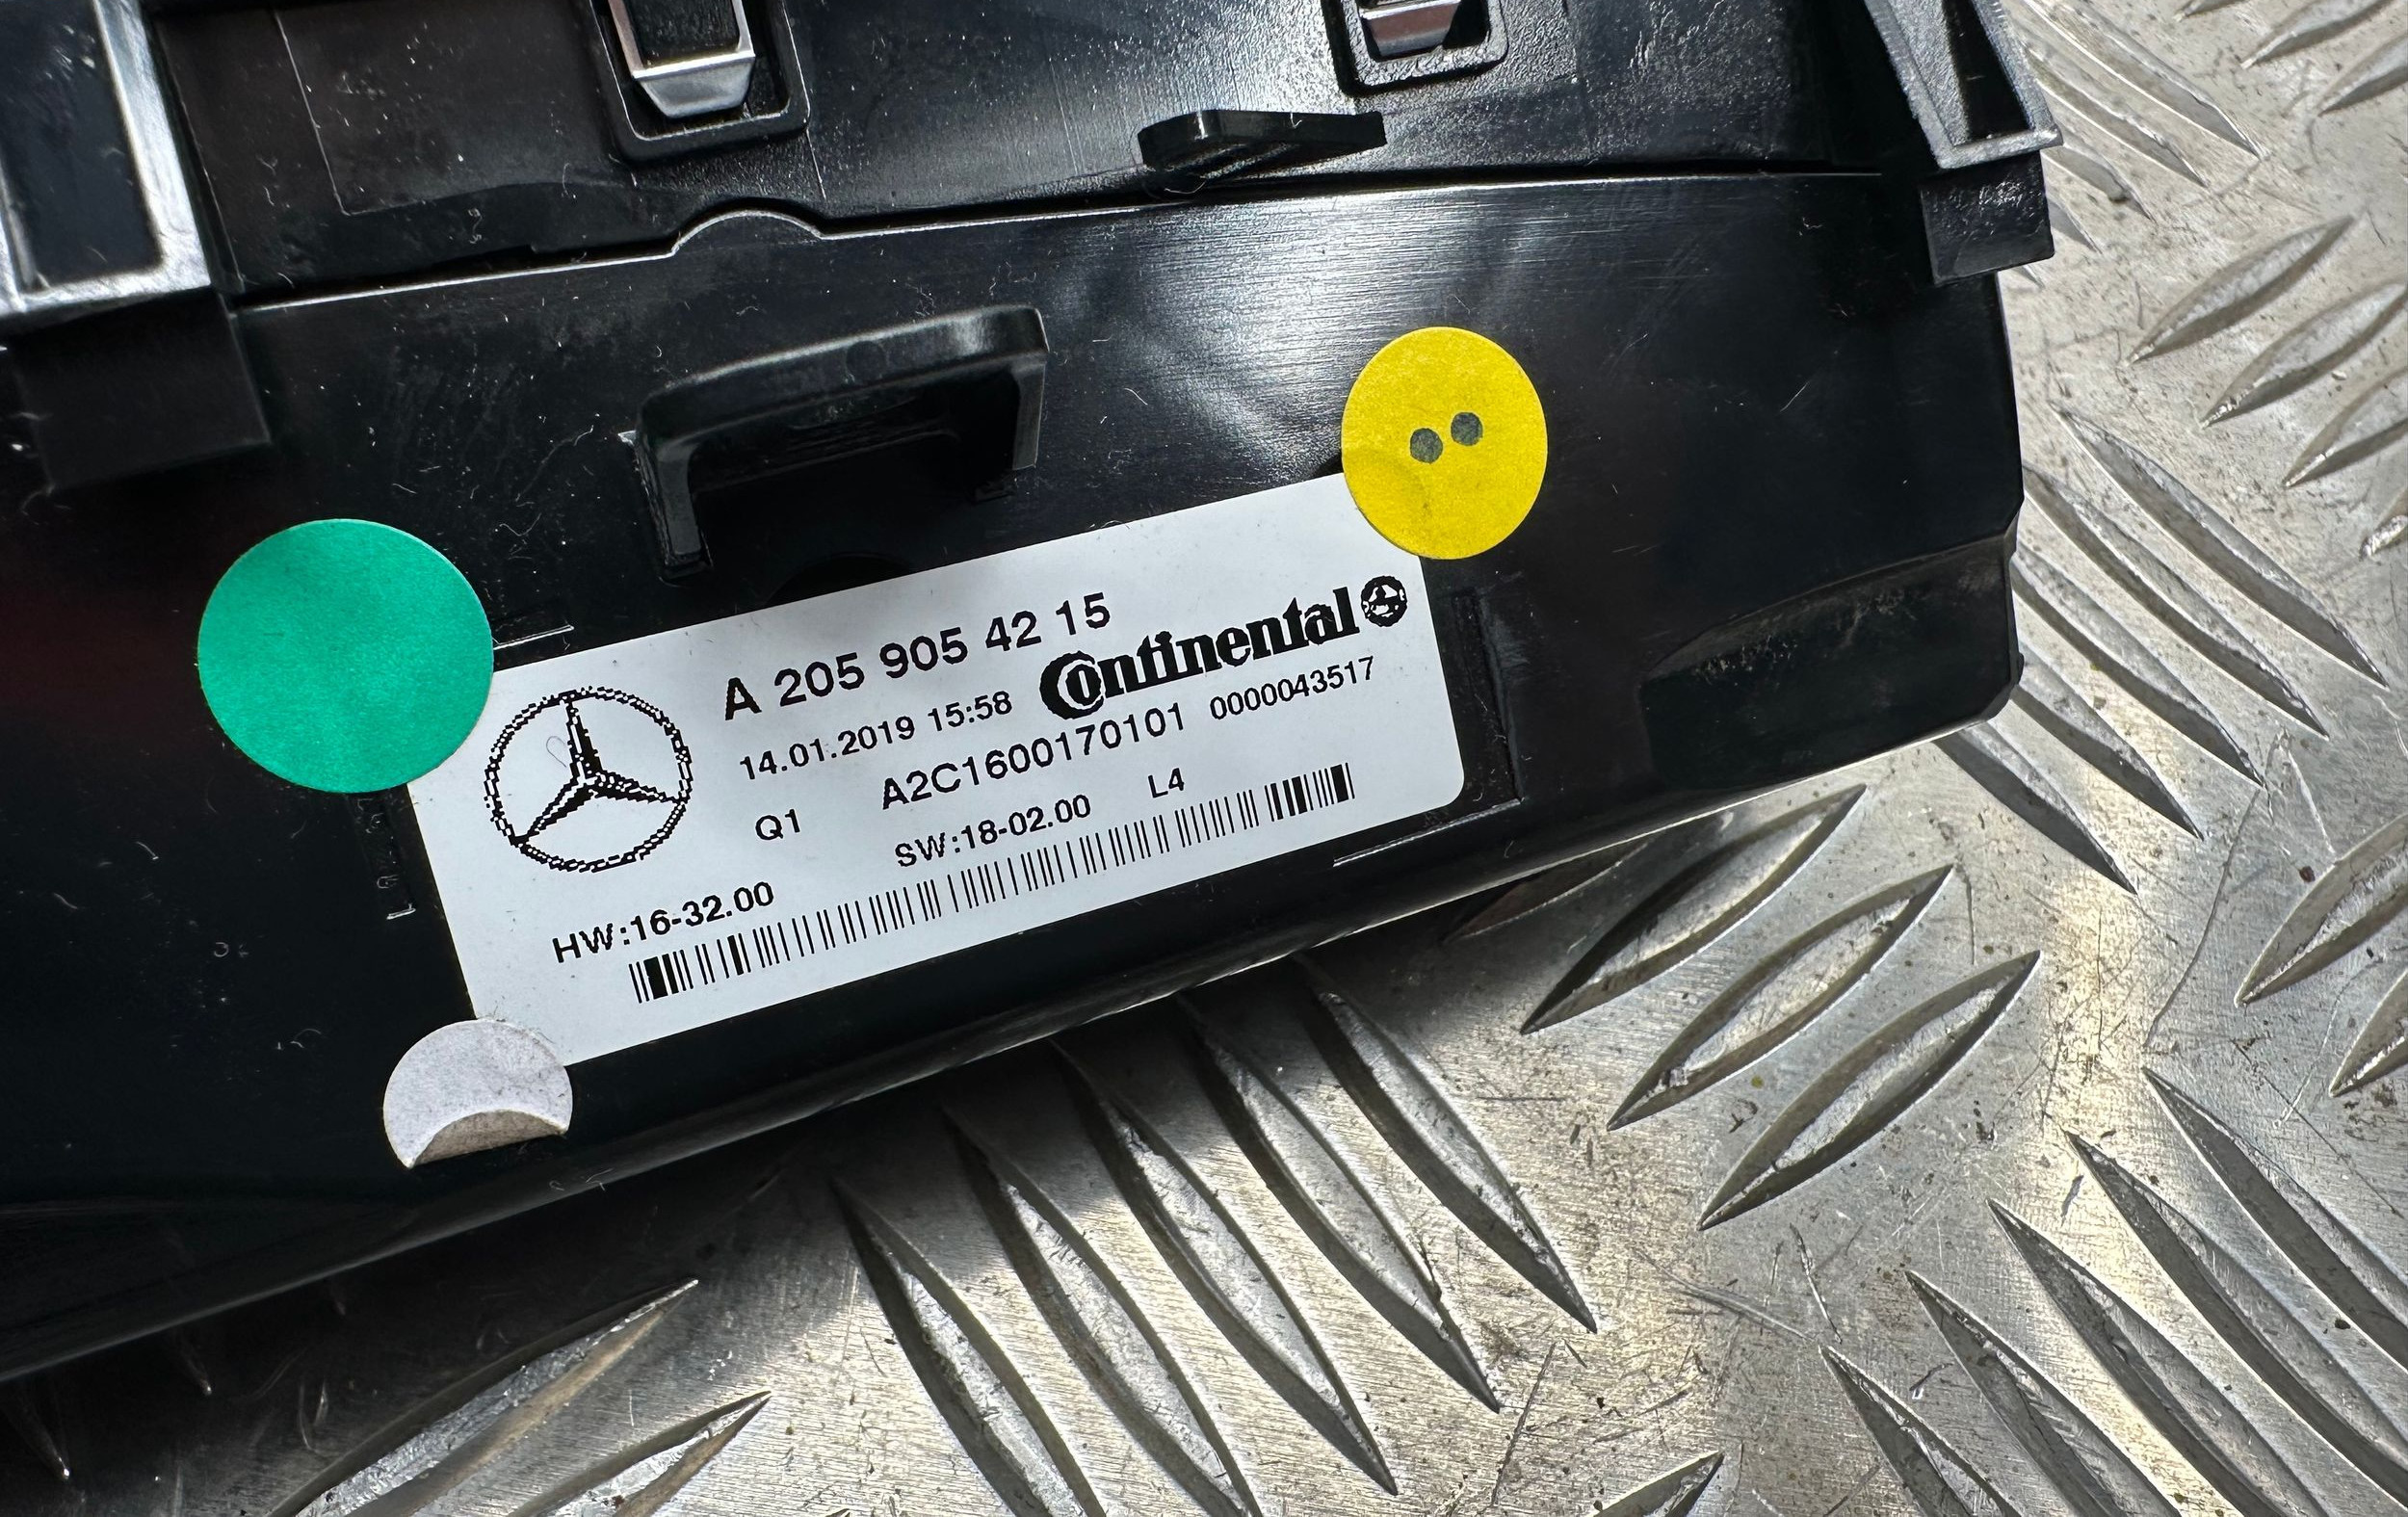 A 205 905 42 15
14.01.2019 15:58 Continental
Q1 A2C1600170101 0000043517
HW:16-32.00 SW:18-02.00 L4